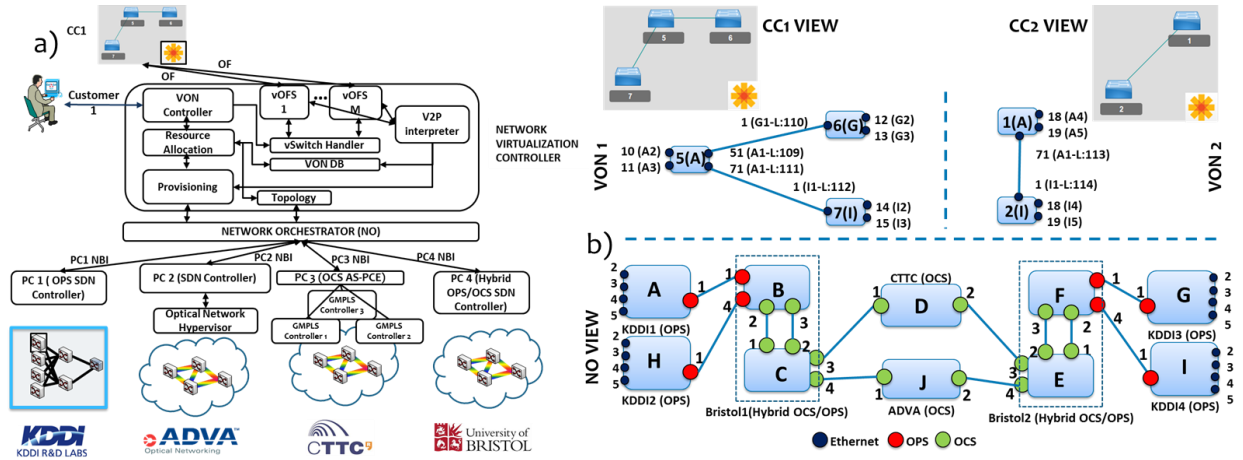 a)
CC1
5
6
7
OF
OF
Customer
1
VON
Controller
vOFS
1
...
vOFS
M
V2P
interpreter
Resource
Allocation
vSwitch Handler
VON DB
Provisioning
Topology
NETWORK
VIRTUALIZATION
CONTROLLER
NETWORK ORCHESTRATOR (NO)
PC1 NBI
PC2 NBI
PC3 NBI
PC4 NBI
PC 1 ( OPS SDN
Controller)
PC 2 (SDN Controller)
PC 3 (OCS AS-PCE)
PC 4 (Hybrid
OPS/OCS SDN
Controller)
Optical Network
Hypervisor
GMPLS
Controller 3
GMPLS
Controller 1
GMPLS
Controller 2
KDDI
KDDI R&D LABS
ADVA™
Optical Networking
CTTC9
University of
BRISTOL
CC1 VIEW
5
6
7
CC2 VIEW
1
2
VON 1
10 (A2)
11 (A3)
5(A)
1 (G1-L:110)
51 (A1-L:109)
71 (A1-L:111)
1 (I1-L:112)
6(G)
12 (G2)
13 (G3)
7(I)
14 (I2)
15 (I3)
VON 2
1(A)
18 (A4)
19 (A5)
71 (A1-L:113)
1 (I1-L:114)
2(I)
18 (I4)
19 (I5)
b)
NO VIEW
2
3
4
5
A
1
KDDI1 (OPS)
2
3
4
5
H
1
KDDI2 (OPS)
1
4
B
2
3
1
2
C
3
4
Bristol1(Hybrid OCS/OPS)
CTTC (OCS)
1
D
2
1
J
2
ADVA (OCS)
F
1
4
3
2
2
1
3
4
E
Bristol2 (Hybrid OCS/OPS)
1
G
2
3
4
5
KDDI3 (OPS)
1
I
2
3
4
5
KDDI4 (OPS)
Ethernet
OPS
OCS